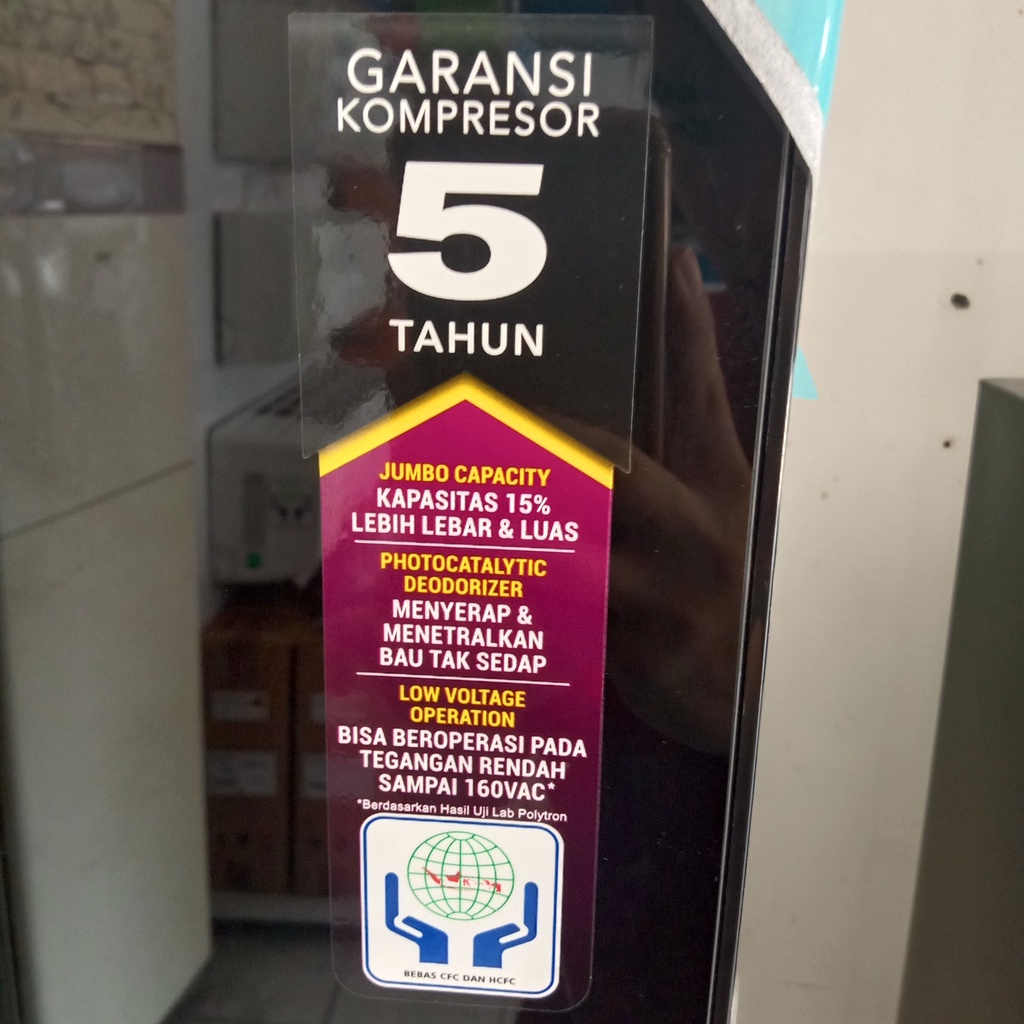 GARANSI
KOMPRESOR
5
TAHUN
JUMBO CAPACITY
KAPASITAS 15%
LEBIH LEBAR & LUAS
PHOTOCATALYTIC
DEODORIZER
MENYERAP &
MENETRALKAN
BAU TAK SEDAP
LOW VOLTAGE
OPERATION
BISA BEROPERASI PADA
TEGANGAN RENDAH
SAMPAI 160VAC*
*Berdasarkan Hasil Uji Lab Polytron
BEBAS CFC DAN HCFC